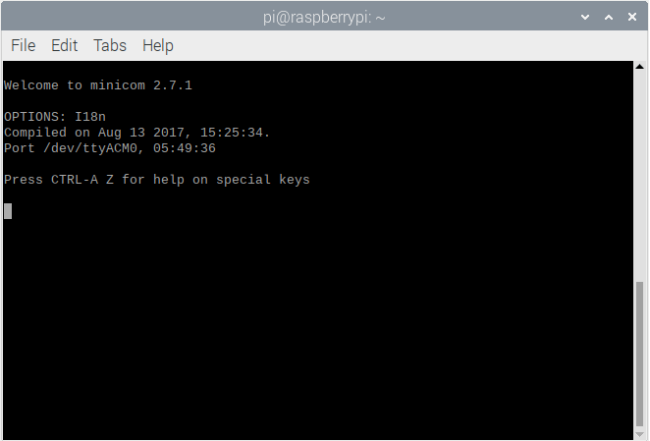 pi@raspberrypi: ~
File Edit Tabs Help
Welcome to minicom 2.7.1
OPTIONS: I18n
Compiled on Aug 13 2017, 15:25:34.
Port /dev/ttyACM0, 05:49:36
Press CTRL-A Z for help on special keys